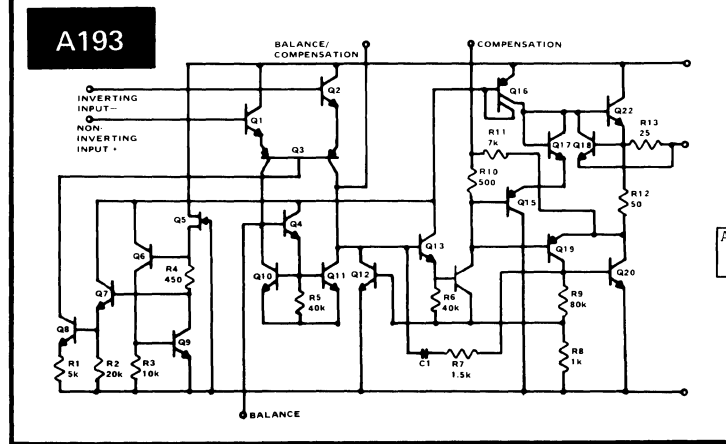 A193
BALANCE/
COMPENSATION
COMPENSATION
INVERTING
INPUT–
NON-
INVERTING
INPUT +
Q1
Q2
Q3
Q16
Q22
R13
25
R11
7k
Q17
Q18
R10
500
Q15
R12
50
Q5
Q4
Q6
R4
450
Q13
Q19
Q7
Q10
Q11
Q12
Q20
Q8
R5
40k
R6
40k
R9
80k
Q9
R1
5k
R2
20k
R3
10k
C1
R7
1.5k
R8
1k
BALANCE
A